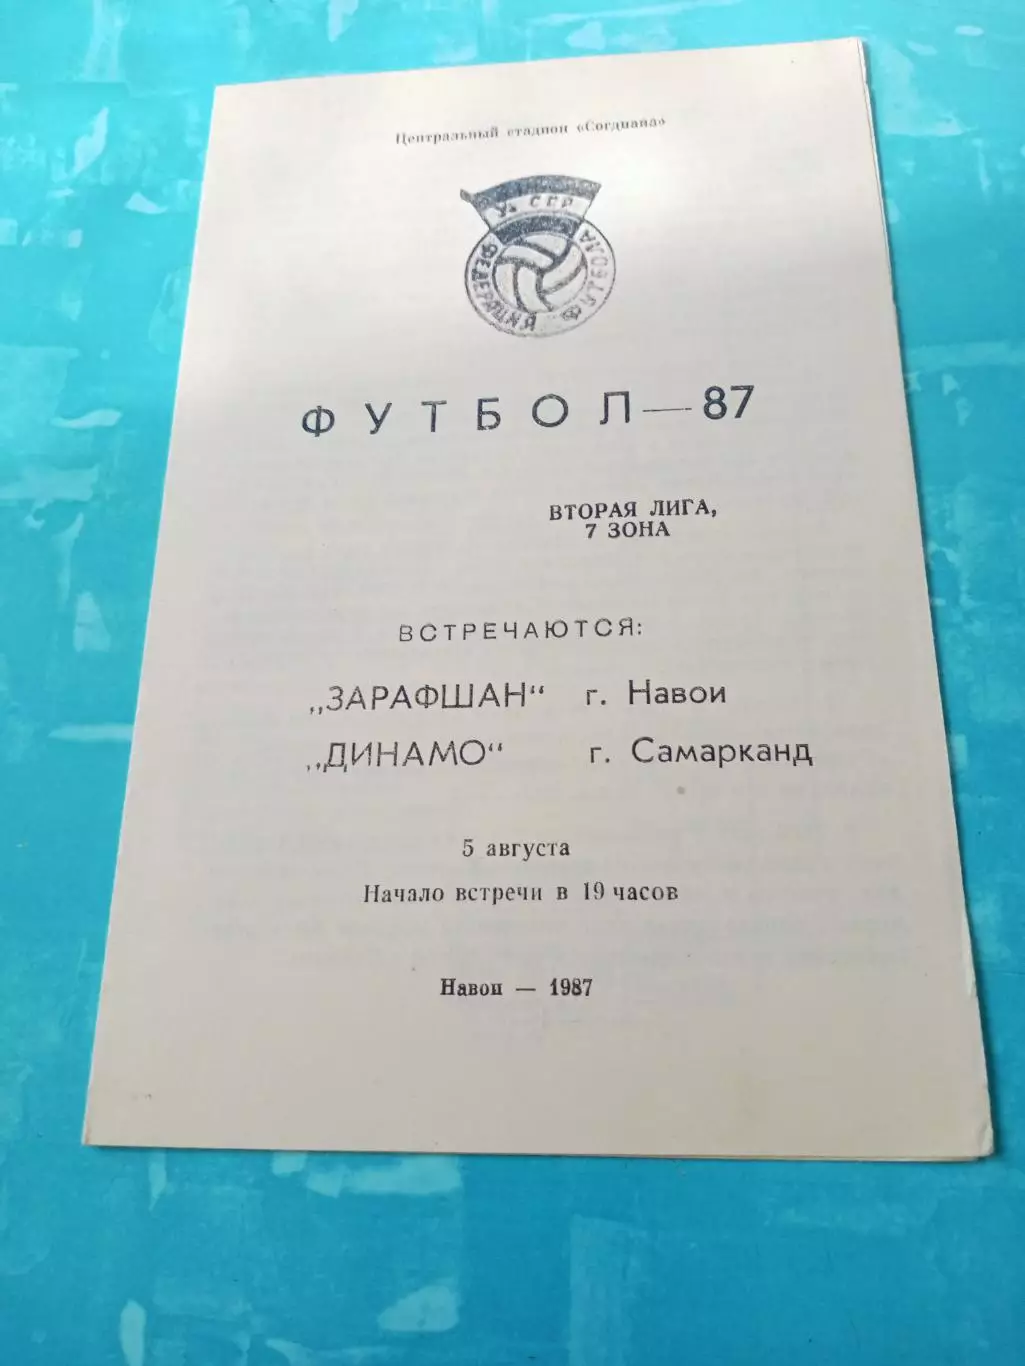 Центральный стадион «Согдиана»
Уз ССР
ФЕДЕРАЦИЯ ФУТБОЛА
ФУТБОЛ — 87
ВТОРАЯ ЛИГА,
7 ЗОНА
ВСТРЕЧАЮТСЯ:
„ЗАРАФШАН“ г. Навои
„ДИНАМО“ г. Самарканд
5 августа
Начало встречи в 19 часов
Навои — 1987